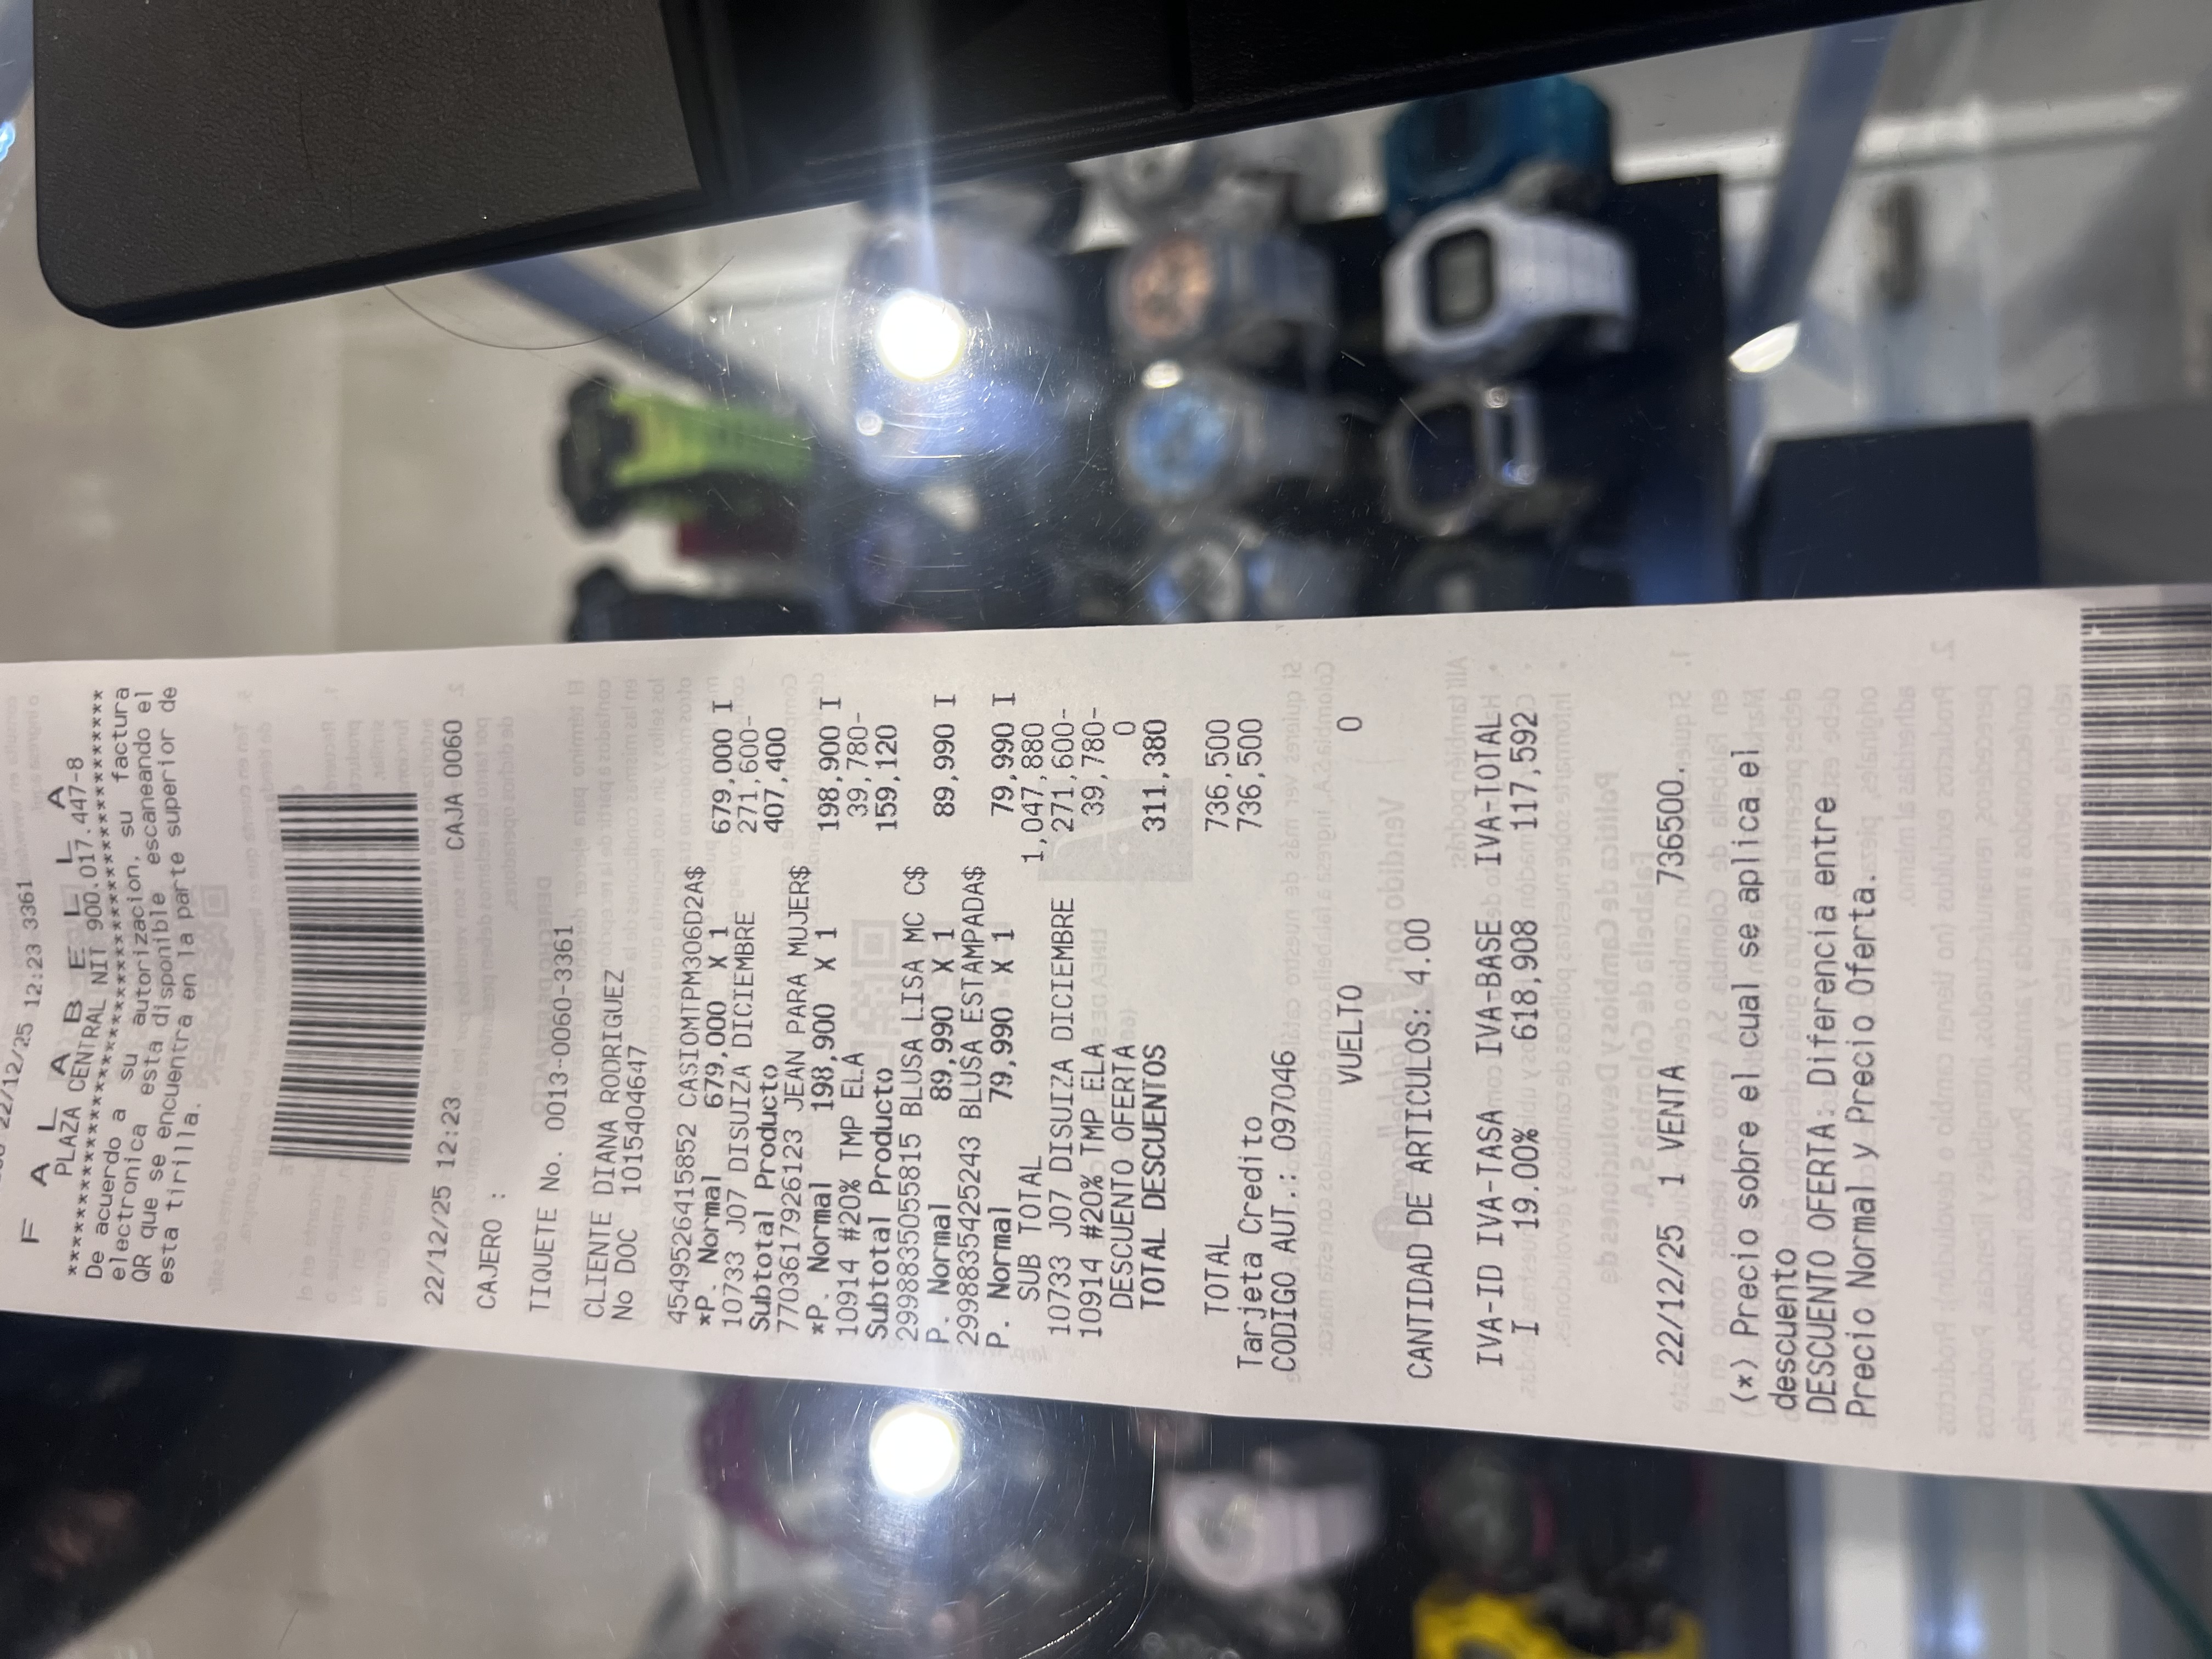 22/12/25 12:23 3361
F A L A B E L L A
PLAZA CENTRAL NIT 900.017.447-8
De acuerdo a su autorizacion, su factura
electronica esta disponible escaneando el
QR que se encuentra en la parte superior de
esta tirilla.
22/12/25 12:23 CAJA 0060
CAJERO :
TIQUETE No. 0013-0060-3361
CLIENTE DIANA RODRIGUEZ
No DOC 1015404647
4549526415852 CASIOMTPM306D2A$
*P. Normal 679,000 X 1 679,000 I
10733 J07 DISUIZA DICIEMBRE 271,600-
Subtotal Producto 407,400
7703617926123 JEAN PARA MUJER$
*P. Normal 198,900 X 1 198,900 I
10914 #20% TMP ELA 39,780-
Subtotal Producto 159,120
2998835055815 BLUSA LISA MC C$
P. Normal 89,990 X 1 89,990 I
2998835425243 BLUSA ESTAMPADA$
P. Normal 79,990 X 1 79,990 I
SUB TOTAL 1,047,880
10733 J07 DISUIZA DICIEMBRE 271,600-
10914 #20% TMP ELA 39,780-
DESCUENTO OFERTA 0
TOTAL DESCUENTOS 311,380
TOTAL 736,500
Tarjeta Credito 736,500
CODIGO AUT.: 097046
VUELTO 0
CANTIDAD DE ARTICULOS: 4.00
IVA-ID IVA-TASA IVA-BASE IVA-TOTAL
I 19.00% 618,908 117,592
22/12/25 1 VENTA 736500.
(*) Precio sobre el cual se aplica el
descuento
DESCUENTO OFERTA: Diferencia entre
Precio Normal y Precio Oferta.